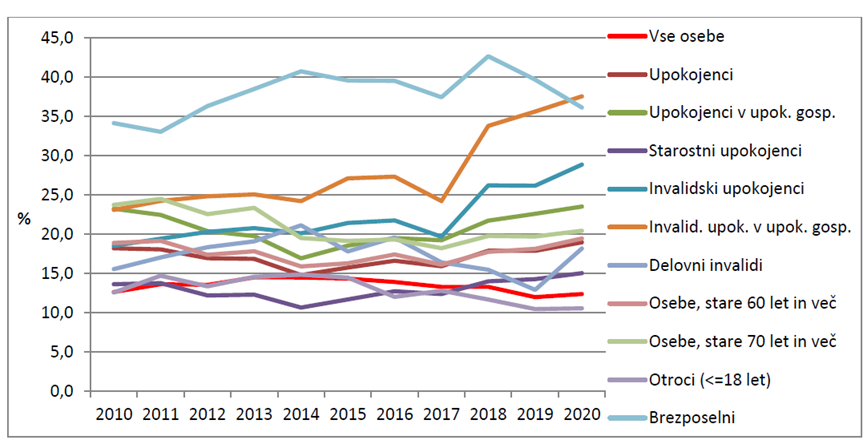 45,0
40,0
35,0
30,0
25,0
20,0
15,0
10,0
5,0
0,0
%
2010 2011 2012 2013 2014 2015 2016 2017 2018 2019 2020
Vse osebe
Upokojenci
Upokojenci v upok. gosp.
Starostni upokojenci
Invalidski upokojenci
Invalid. upok. v upok. gosp.
Delovni invalidi
Osebe, stare 60 let in več
Osebe, stare 70 let in več
Otroci (<=18 let)
Brezposelni